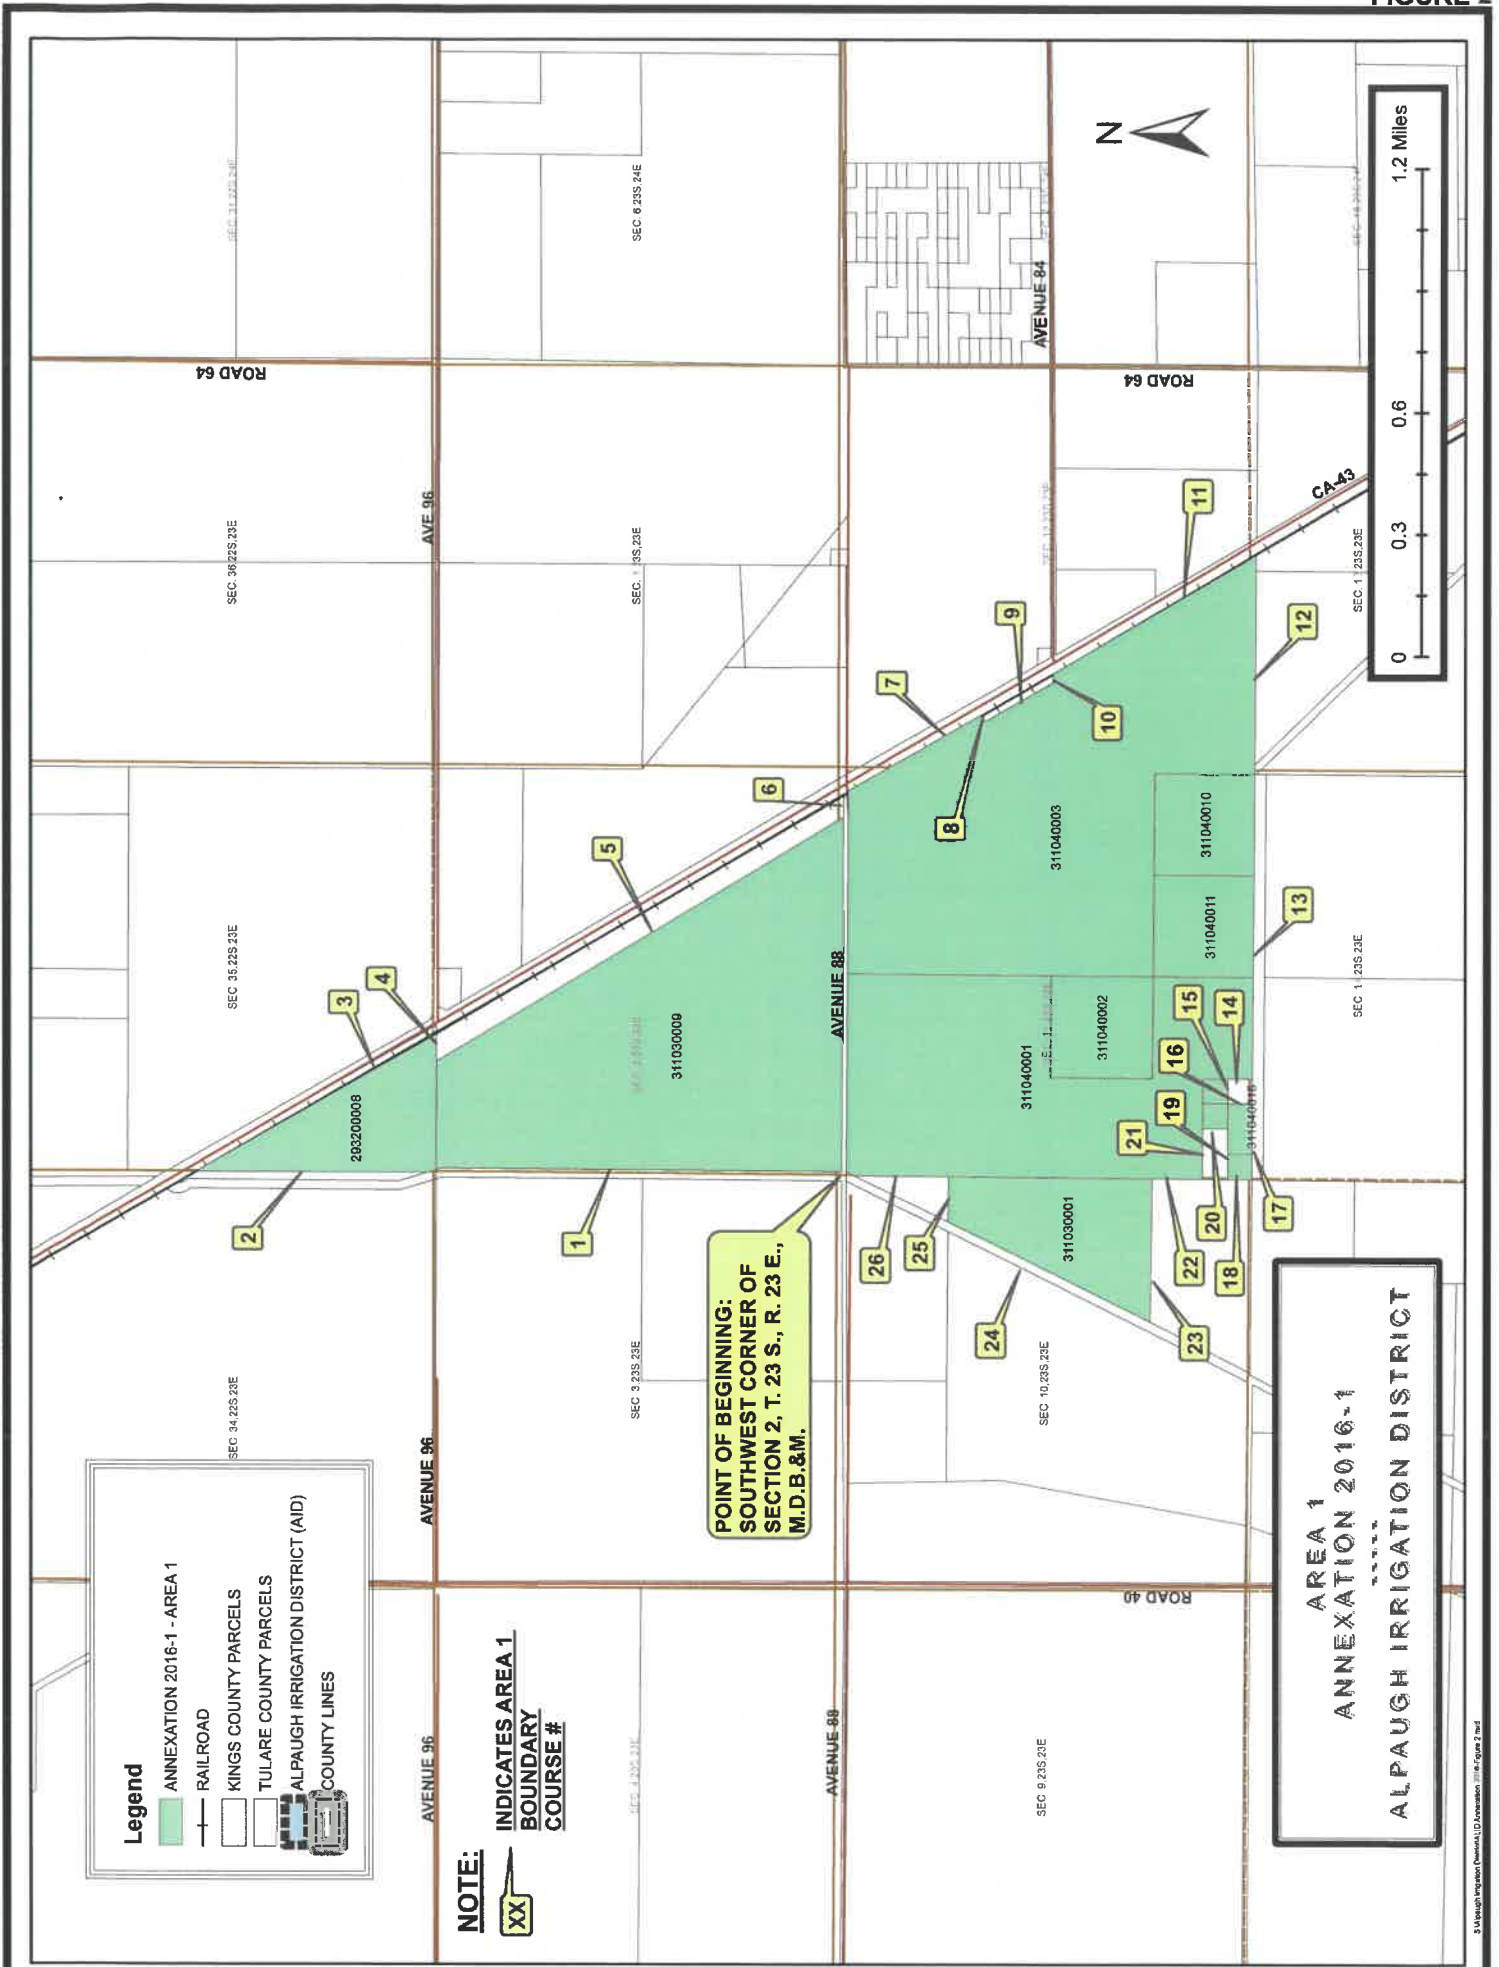 Legend
ANNEXATION 2016-1 - AREA 1
RAILROAD
KINGS COUNTY PARCELS
TULARE COUNTY PARCELS
ALPAUGH IRRIGATION DISTRICT (AID)
COUNTY LINES
NOTE:
XX
INDICATES AREA 1
BOUNDARY
COURSE #
POINT OF BEGINNING:
SOUTHWEST CORNER OF
SECTION 2, T. 23 S., R. 23 E.,
M.D.B.&M.
SEC 34,22S,23E
SEC 35,22S,23E
SEC. 36,22S,23E
AVENUE 96
AVENUE 96
AVE 96
ROAD 64
SEC 3,23S,23E
SEC 6,23S,24E
293200008
311030009
AVENUE 88
AVENUE 88
SEC 9,23S,23E
SEC 10,23S,23E
311030001
311040001
311040002
311040003
311040010
311040011
AVENUE 84
ROAD 64
ROAD 40
CA-43
1
2
3
4
5
6
7
8
9
10
11
12
13
14
15
16
17
18
19
20
21
22
23
24
25
26
N
0
0.3
0.6
1.2 Miles
AREA 1
ANNEXATION 2016-1
ALPAUGH IRRIGATION DISTRICT